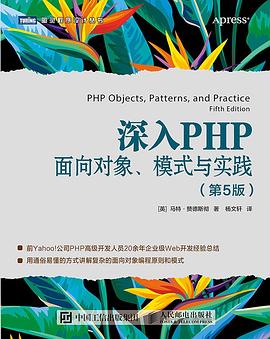 TURING 图灵程序设计丛书
Apress®
PHP Objects, Patterns, and Practice
Fifth Edition
深入PHP
面向对象、模式与实践
（第5版）
[英] 马特·赞德斯彻 著 杨文轩 译
前Yahoo!公司PHP高级开发人员20余年企业级Web开发经验总结
用通俗易懂的方式讲解复杂的面向对象编程原则和模式
中国工信出版集团
人民邮电出版社
POSTS & TELECOM PRESS